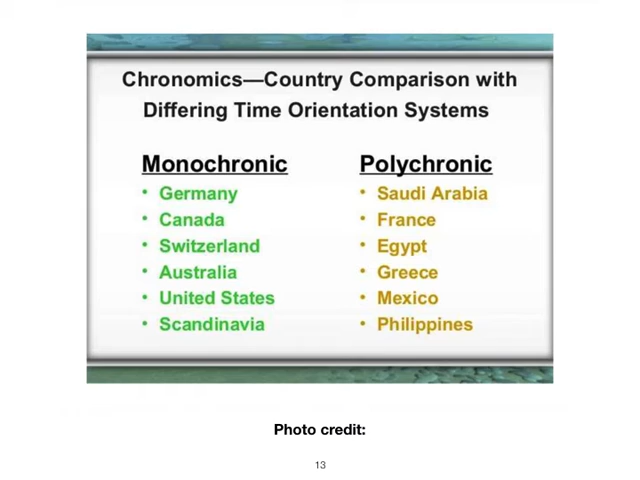 Chronomics—Country Comparison with
Differing Time Orientation Systems
Monochronic
• Germany
• Canada
• Switzerland
• Australia
• United States
• Scandinavia
Polychronic
• Saudi Arabia
• France
• Egypt
• Greece
• Mexico
• Philippines
Photo credit:
13